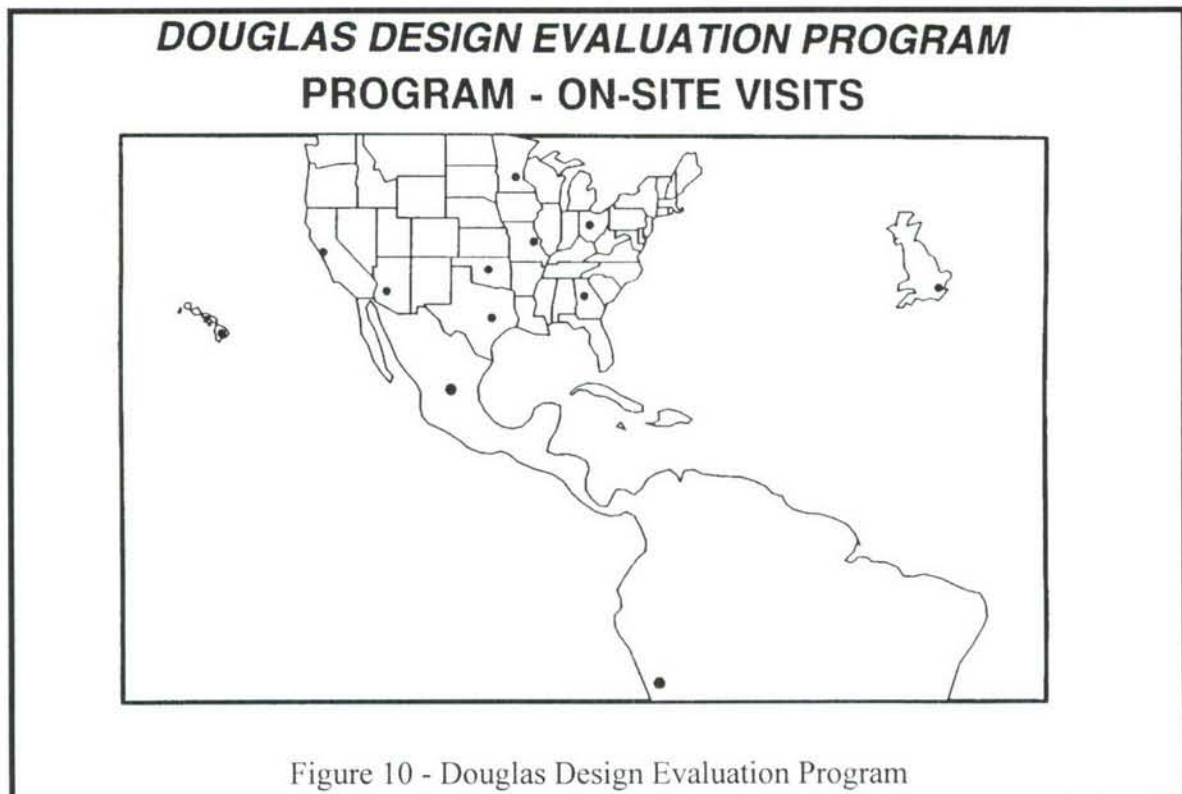 DOUGLAS DESIGN EVALUATION PROGRAM
PROGRAM - ON-SITE VISITS
Figure 10 - Douglas Design Evaluation Program